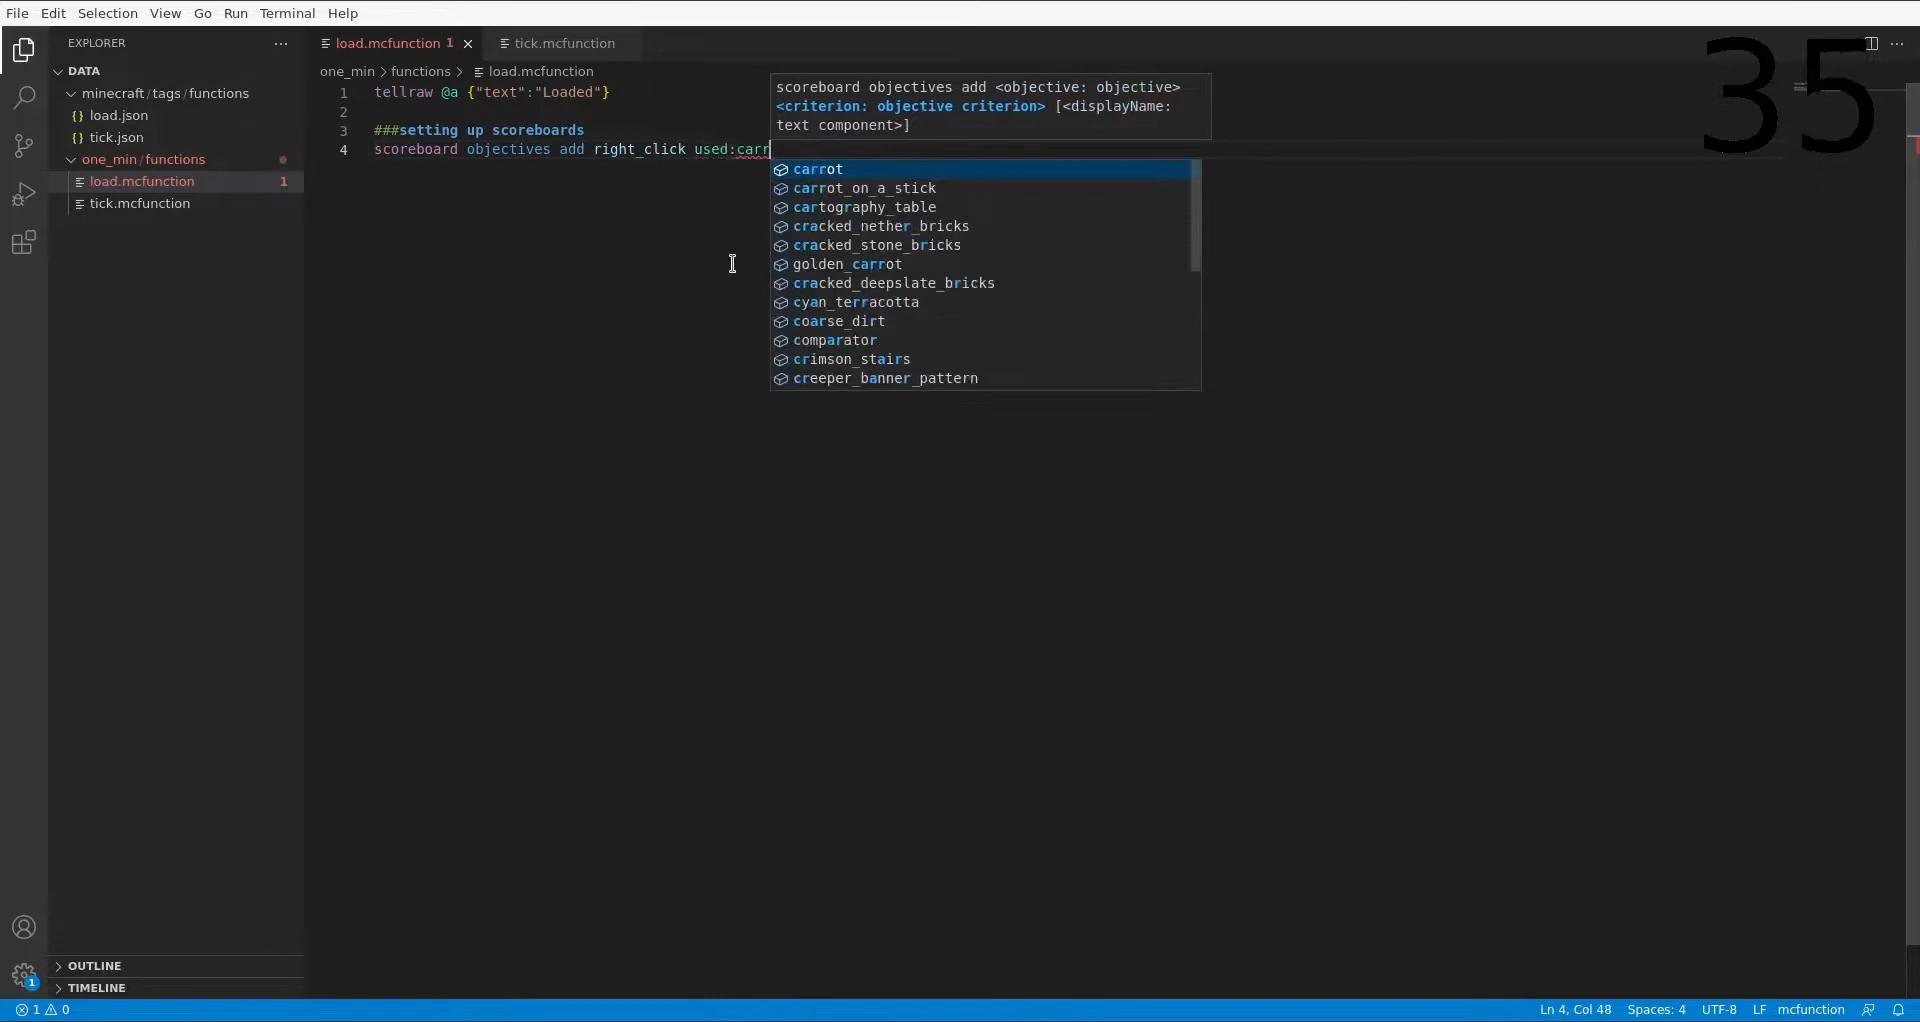 File Edit Selection View Go Run Terminal Help
EXPLORER ···
DATA
minecraft/tags/functions
{} load.json
{} tick.json
one_min/functions
load.mcfunction 1
tick.mcfunction
OUTLINE
TIMELINE
1
load.mcfunction 1 tick.mcfunction
one_min > functions > load.mcfunction
35
1 tellraw @a {"text":"Loaded"}
2
3 ###setting up scoreboards
4 scoreboard objectives add right_click used:carr
scoreboard objectives add <objective: objective>
<criterion: objective criterion> [<displayName:
text component>]
carrot
carrot_on_a_stick
cartography_table
cracked_nether_bricks
cracked_stone_bricks
golden_carrot
cracked_deepslate_bricks
cyan_terracotta
coarse_dirt
comparator
crimson_stairs
creeper_banner_pattern
1 0 Ln 4, Col 48 Spaces: 4 UTF-8 LF mcfunction